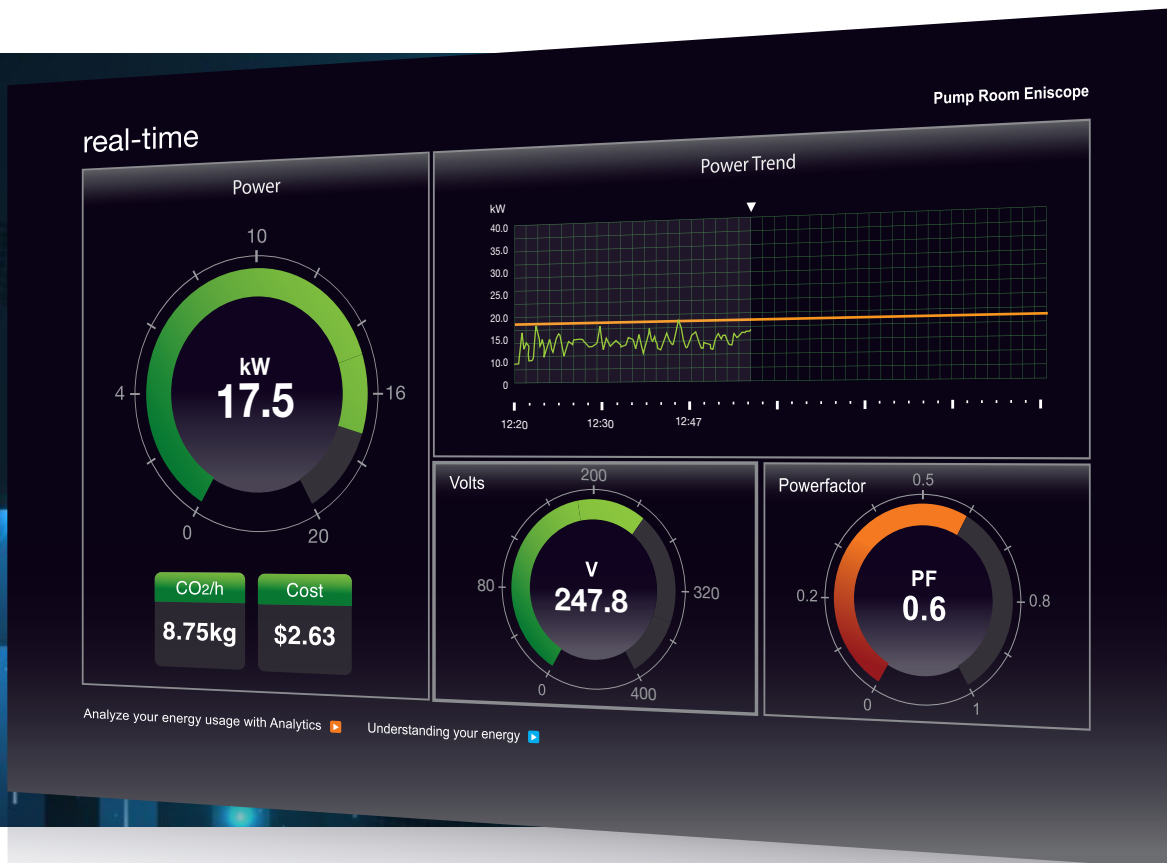 Pump Room Eniscope
real-time
Power
10
4
16
kW
17.5
0
20
CO2/h
8.75kg
Cost
$2.63
Power Trend
kW
40.0
35.0
30.0
25.0
20.0
15.0
10.0
0
12:20
12:30
12:47
Volts
200
80
320
V
247.8
0
400
Powerfactor
0.5
0.2
0.8
PF
0.6
0
1
Analyze your energy usage with Analytics
Understanding your energy